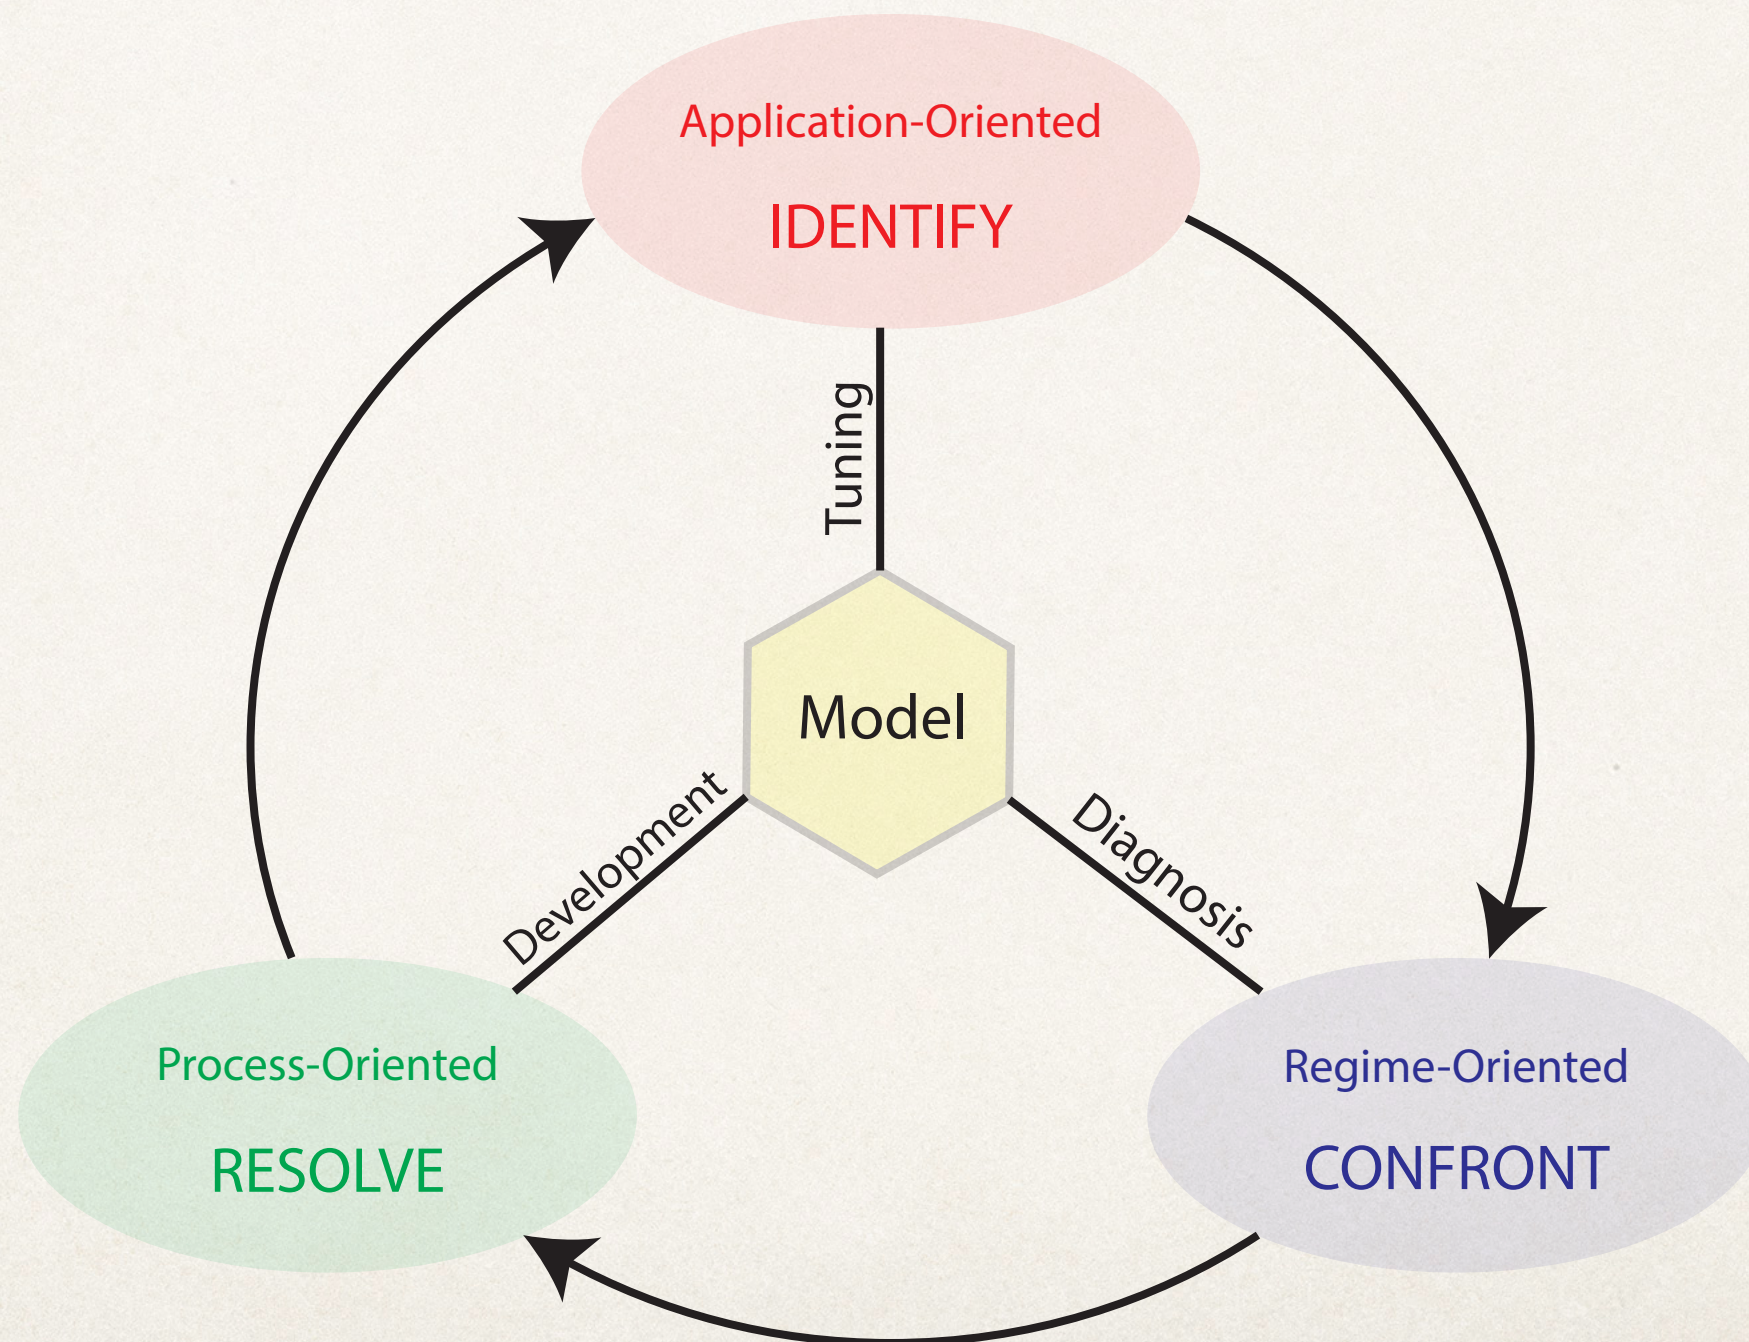 Application-Oriented
IDENTIFY
Tuning
Model
Development
Diagnosis
Process-Oriented
RESOLVE
Regime-Oriented
CONFRONT